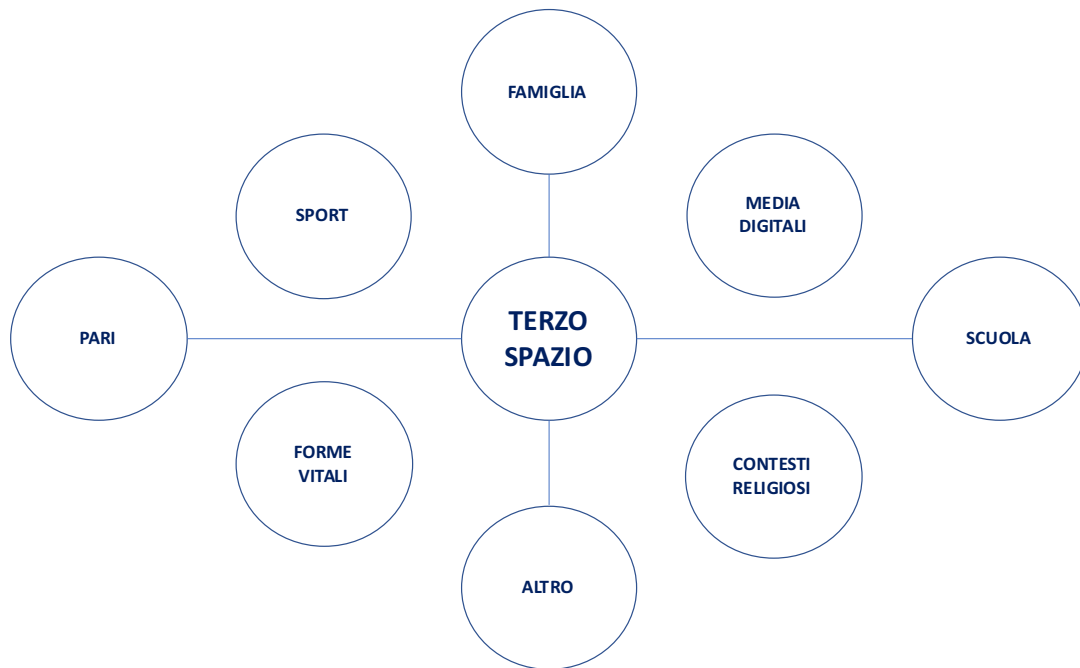 FAMIGLIA
SPORT
MEDIA
DIGITALI
PARI
TERZO
SPAZIO
SCUOLA
FORME
VITALI
CONTESTI
RELIGIOSI
ALTRO